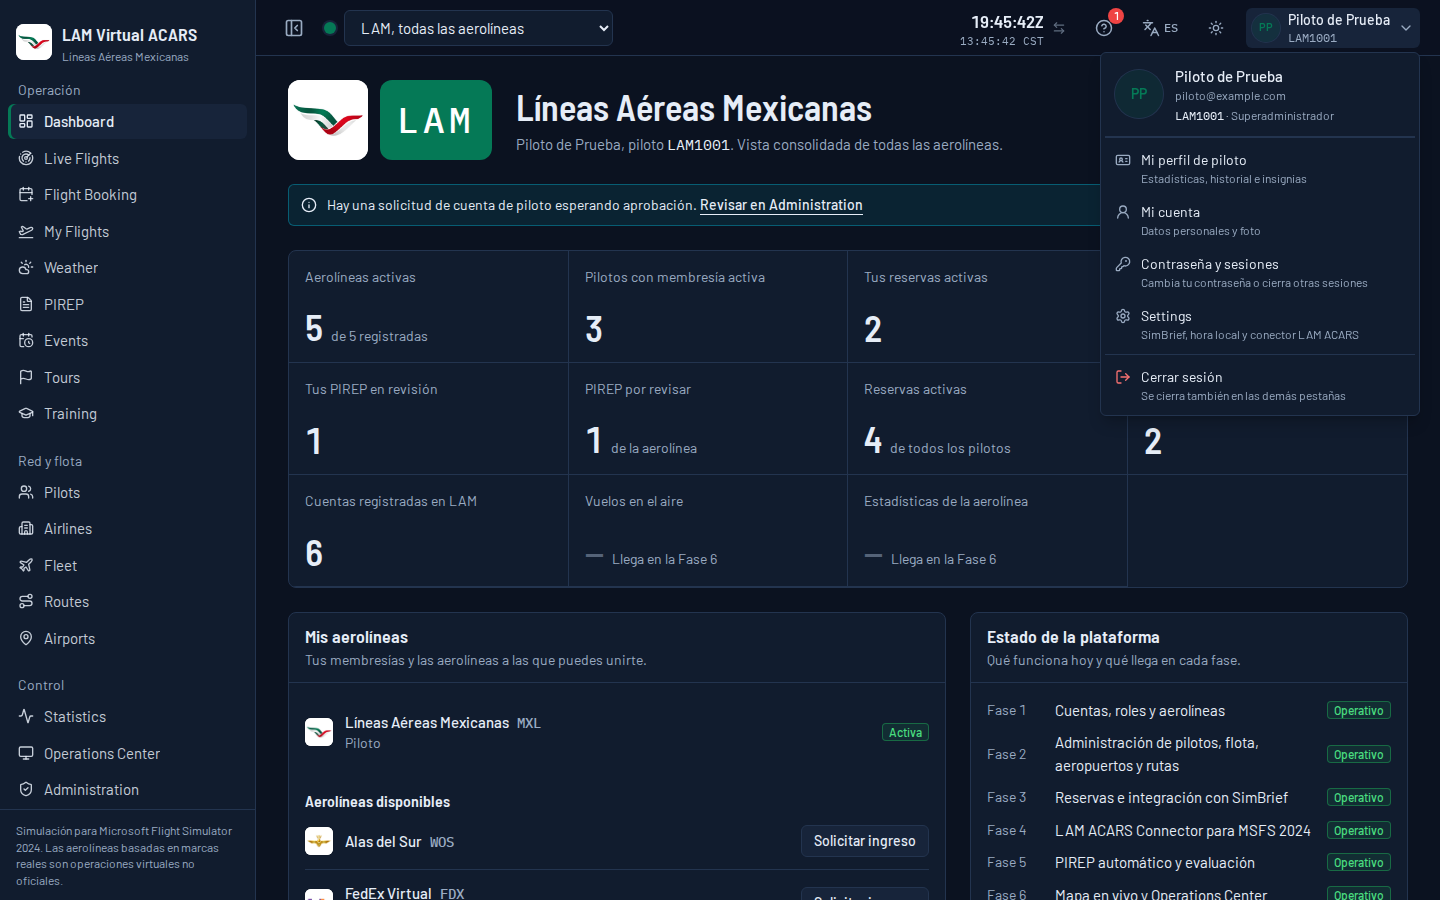 LAM Virtual ACARS
Líneas Aéreas Mexicanas
Operación
Dashboard
Live Flights
Flight Booking
My Flights
Weather
PIREP
Events
Tours
Training
Red y flota
Pilots
Airlines
Fleet
Routes
Airports
Control
Statistics
Operations Center
Administration
Simulación para Microsoft Flight Simulator
2024. Las aerolíneas basadas en marcas
reales son operaciones virtuales no
oficiales.
LAM, todas las aerolíneas
19:45:42Z
13:45:42 CST
1
ES
PP
Piloto de Prueba
LAM1001
PP
Piloto de Prueba
piloto@example.com
LAM1001 · Superadministrador
Mi perfil de piloto
Estadísticas, historial e insignias
Mi cuenta
Datos personales y foto
Contraseña y sesiones
Cambia tu contraseña o cierra otras sesiones
Settings
SimBrief, hora local y conector LAM ACARS
Cerrar sesión
Se cierra también en las demás pestañas
LAM
Líneas Aéreas Mexicanas
Piloto de Prueba, piloto LAM1001. Vista consolidada de todas las aerolíneas.
Hay una solicitud de cuenta de piloto esperando aprobación. Revisar en Administration
Aerolíneas activas
5 de 5 registradas
Pilotos con membresía activa
3
Tus reservas activas
2
Tus PIREP en revisión
1
PIREP por revisar
1 de la aerolínea
Reservas activas
4 de todos los pilotos
2
Cuentas registradas en LAM
6
Vuelos en el aire
— Llega en la Fase 6
Estadísticas de la aerolínea
— Llega en la Fase 6
Mis aerolíneas
Tus membresías y las aerolíneas a las que puedes unirte.
Líneas Aéreas Mexicanas MXL
Piloto
Activa
Aerolíneas disponibles
Alas del Sur WOS
Solicitar ingreso
FedEx Virtual FDX
Solicitar ingreso
Estado de la plataforma
Qué funciona hoy y qué llega en cada fase.
Fase 1 Cuentas, roles y aerolíneas Operativo
Fase 2 Administración de pilotos, flota,
aeropuertos y rutas Operativo
Fase 3 Reservas e integración con SimBrief Operativo
Fase 4 LAM ACARS Connector para MSFS 2024 Operativo
Fase 5 PIREP automático y evaluación Operativo
Fase 6 Mapa en vivo y Operations Center Operativo